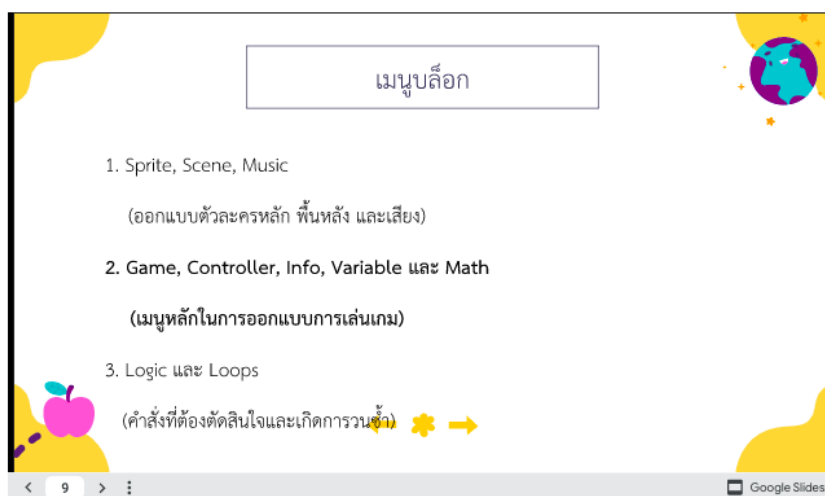 เมนูบล็อก
1. Sprite, Scene, Music
(ออกแบบตัวละครหลัก พื้นหลัง และเสียง)
2. Game, Controller, Info, Variable และ Math
(เมนูหลักในการออกแบบการเล่นเกม)
3. Logic และ Loops
(คำสั่งที่ต้องตัดสินใจและเกิดการวนซ้ำ)
9
Google Slides